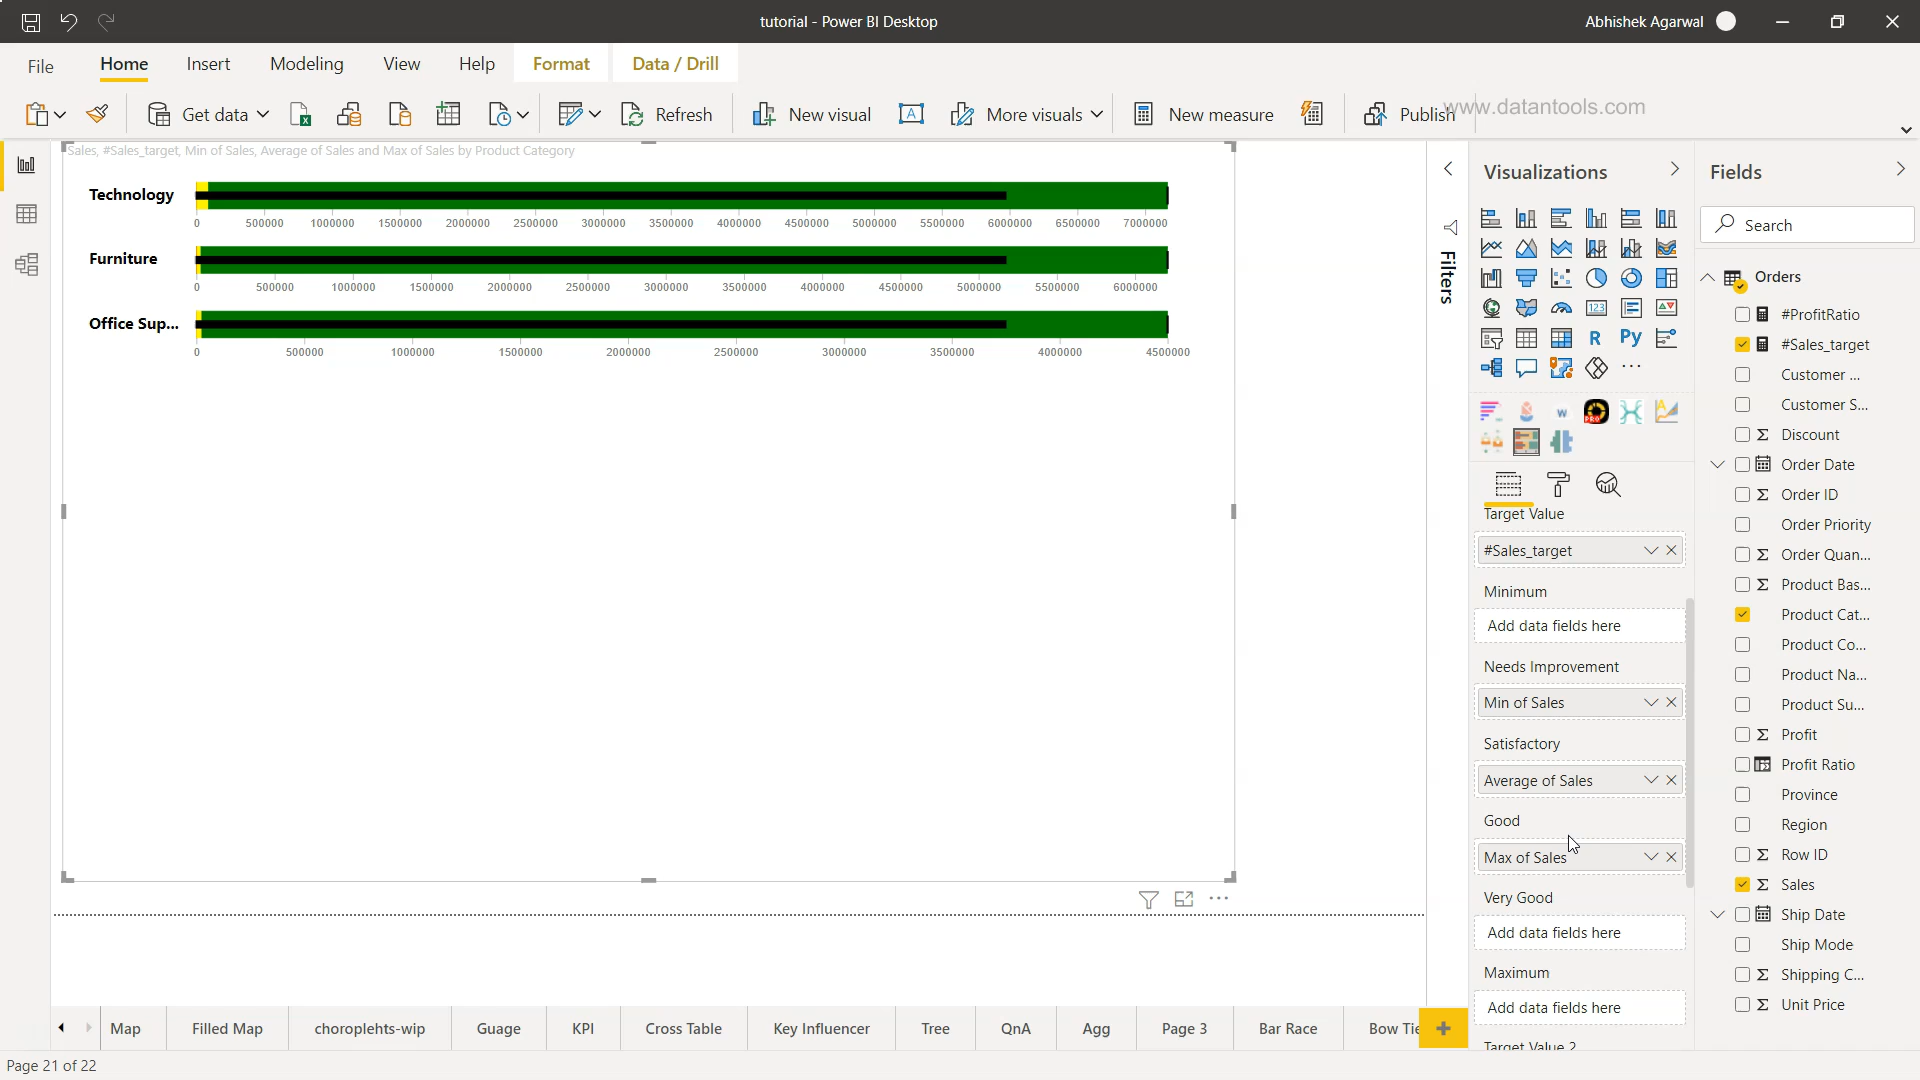 tutorial - Power BI Desktop
Abhishek Agarwal
File Home Insert Modeling View Help Format Data / Drill
Get data Refresh New visual More visuals New measure Publish
www.datantools.com
Sales, #Sales_target, Min of Sales, Average of Sales and Max of Sales by Product Category
Technology
0 500000 1000000 1500000 2000000 2500000 3000000 3500000 4000000 4500000 5000000 5500000 6000000 6500000 7000000
Furniture
0 500000 1000000 1500000 2000000 2500000 3000000 3500000 4000000 4500000 5000000 5500000 6000000
Office Sup...
0 500000 1000000 1500000 2000000 2500000 3000000 3500000 4000000 4500000
Filters
Visualizations
R Py
123
W
PRO
Target Value
#Sales_target
Minimum
Add data fields here
Needs Improvement
Min of Sales
Satisfactory
Average of Sales
Good
Max of Sales
Very Good
Add data fields here
Maximum
Add data fields here
Target Value 2
Fields
Search
Orders
#ProfitRatio
#Sales_target
Customer ...
Customer S...
Discount
Order Date
Order ID
Order Priority
Order Quan...
Product Bas...
Product Cat...
Product Co...
Product Na...
Product Su...
Profit
Profit Ratio
Province
Region
Row ID
Sales
Ship Date
Ship Mode
Shipping C...
Unit Price
Map Filled Map choroplehts-wip Guage KPI Cross Table Key Influencer Tree QnA Agg Page 3 Bar Race Bow Tie
Page 21 of 22